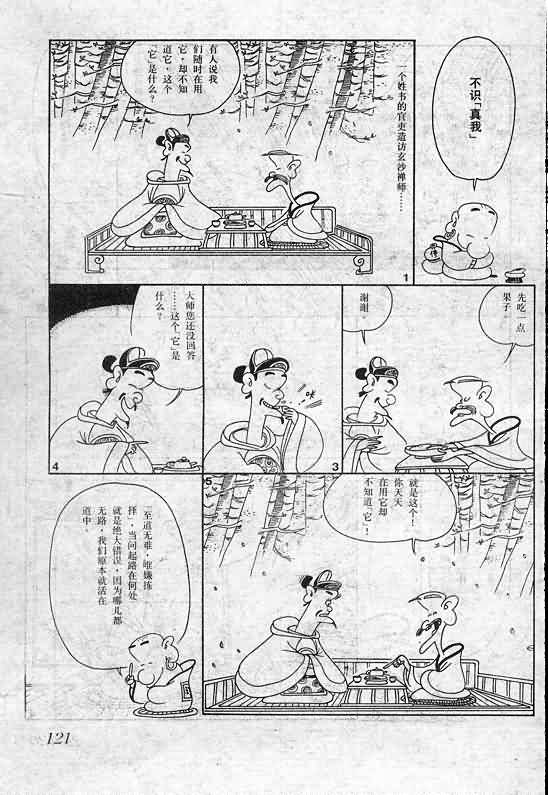 不识「真我」
一个姓韦的官吏造访玄沙禅师……
有人说我
们随时在用
它，却不知
道它，这个
「它」是什么？
1
先吃一点
果子。
谢谢。
3
大师您还没回答
……这个「它」是
什么？
4
就是这个！
你天天
在用它却
不知道「它」！
5
「至道无难，唯嫌拣
择」，当问起路在何处
就是绝大错误，因为哪儿都
无路，我们原本就活在
道中。
121